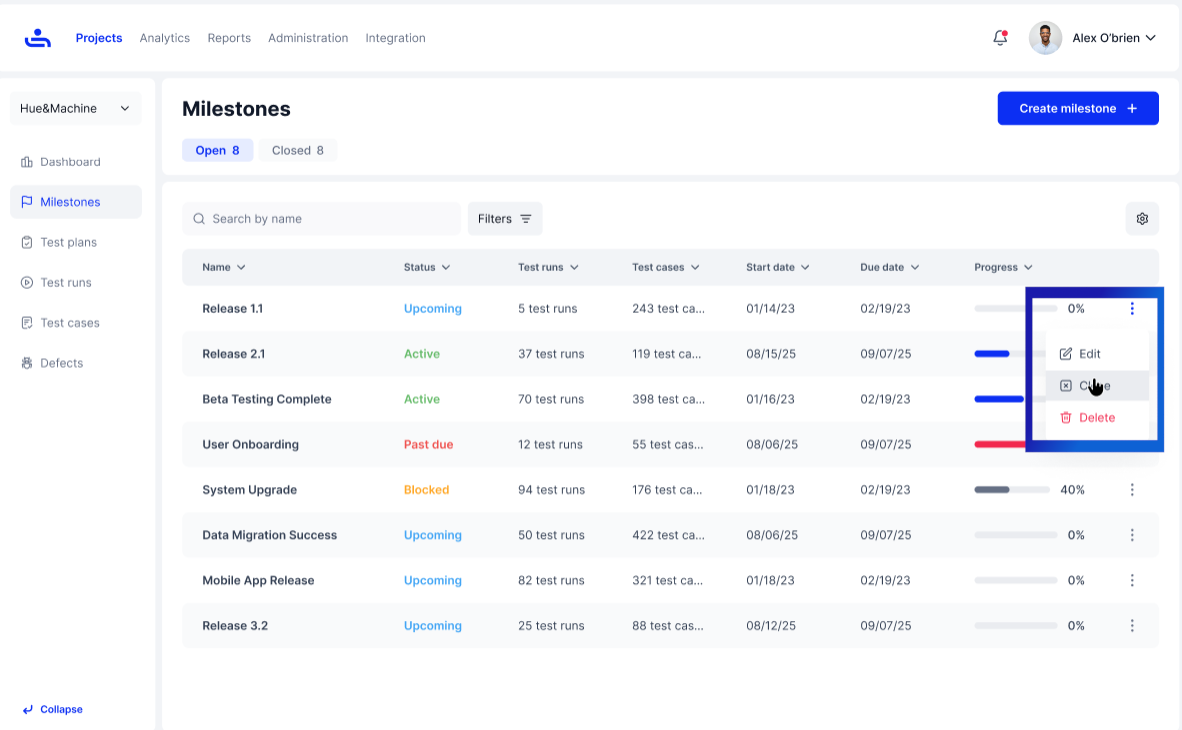 Projects Analytics Reports Administration Integration Alex O'brien
Hue&Machine
Dashboard
Milestones
Test plans
Test runs
Test cases
Defects
Collapse
Milestones
Create milestone +
Open 8 Closed 8
Search by name Filters
Name Status Test runs Test cases Start date Due date Progress
Release 1.1 Upcoming 5 test runs 243 test ca... 01/14/23 02/19/23 0%
Release 2.1 Active 37 test runs 119 test ca... 08/15/25 09/07/25
Beta Testing Complete Active 70 test runs 398 test ca... 01/16/23 02/19/23
User Onboarding Past due 12 test runs 55 test cas... 08/06/25 09/07/25
System Upgrade Blocked 94 test runs 176 test ca... 01/18/23 02/19/23 40%
Data Migration Success Upcoming 50 test runs 422 test ca... 08/06/25 09/07/25 0%
Mobile App Release Upcoming 82 test runs 321 test ca... 01/18/23 02/19/23 0%
Release 3.2 Upcoming 25 test runs 88 test cas... 08/12/25 09/07/25 0%
Edit
Delete